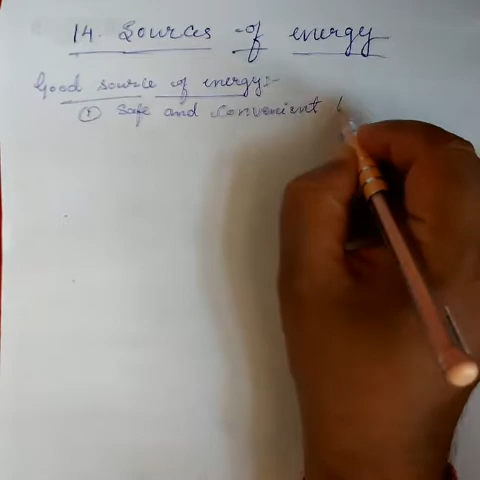 14. Sources of energy
Good source of energy:-
① Safe and convenient